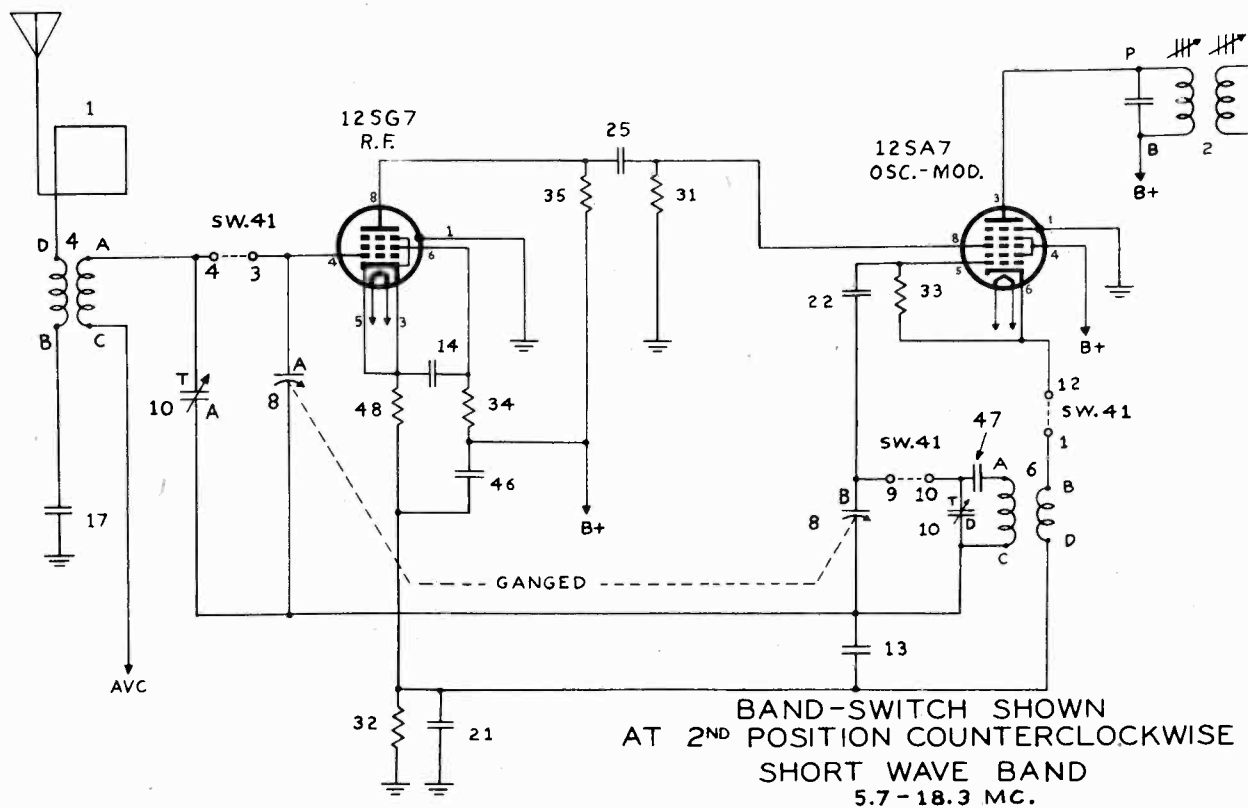 P
1
12SG7
R.F.
25
12SA7
OSC.-MOD.
B
2
B+
8
35
31
3
SW.41
D
4
A
1
6
8
1
4
4
3
4
5
B
C
5
3
22
33
6
14
B+
T
10
A
A
8
48
34
12
SW.41
47
SW.41
1
46
A
6
B
9
10
B
8
T
10
D
17
B+
C
D
GANGED
13
AVC
32
21
BAND-SWITCH SHOWN
AT 2ND POSITION COUNTERCLOCKWISE
SHORT WAVE BAND
5.7-18.3 MC.